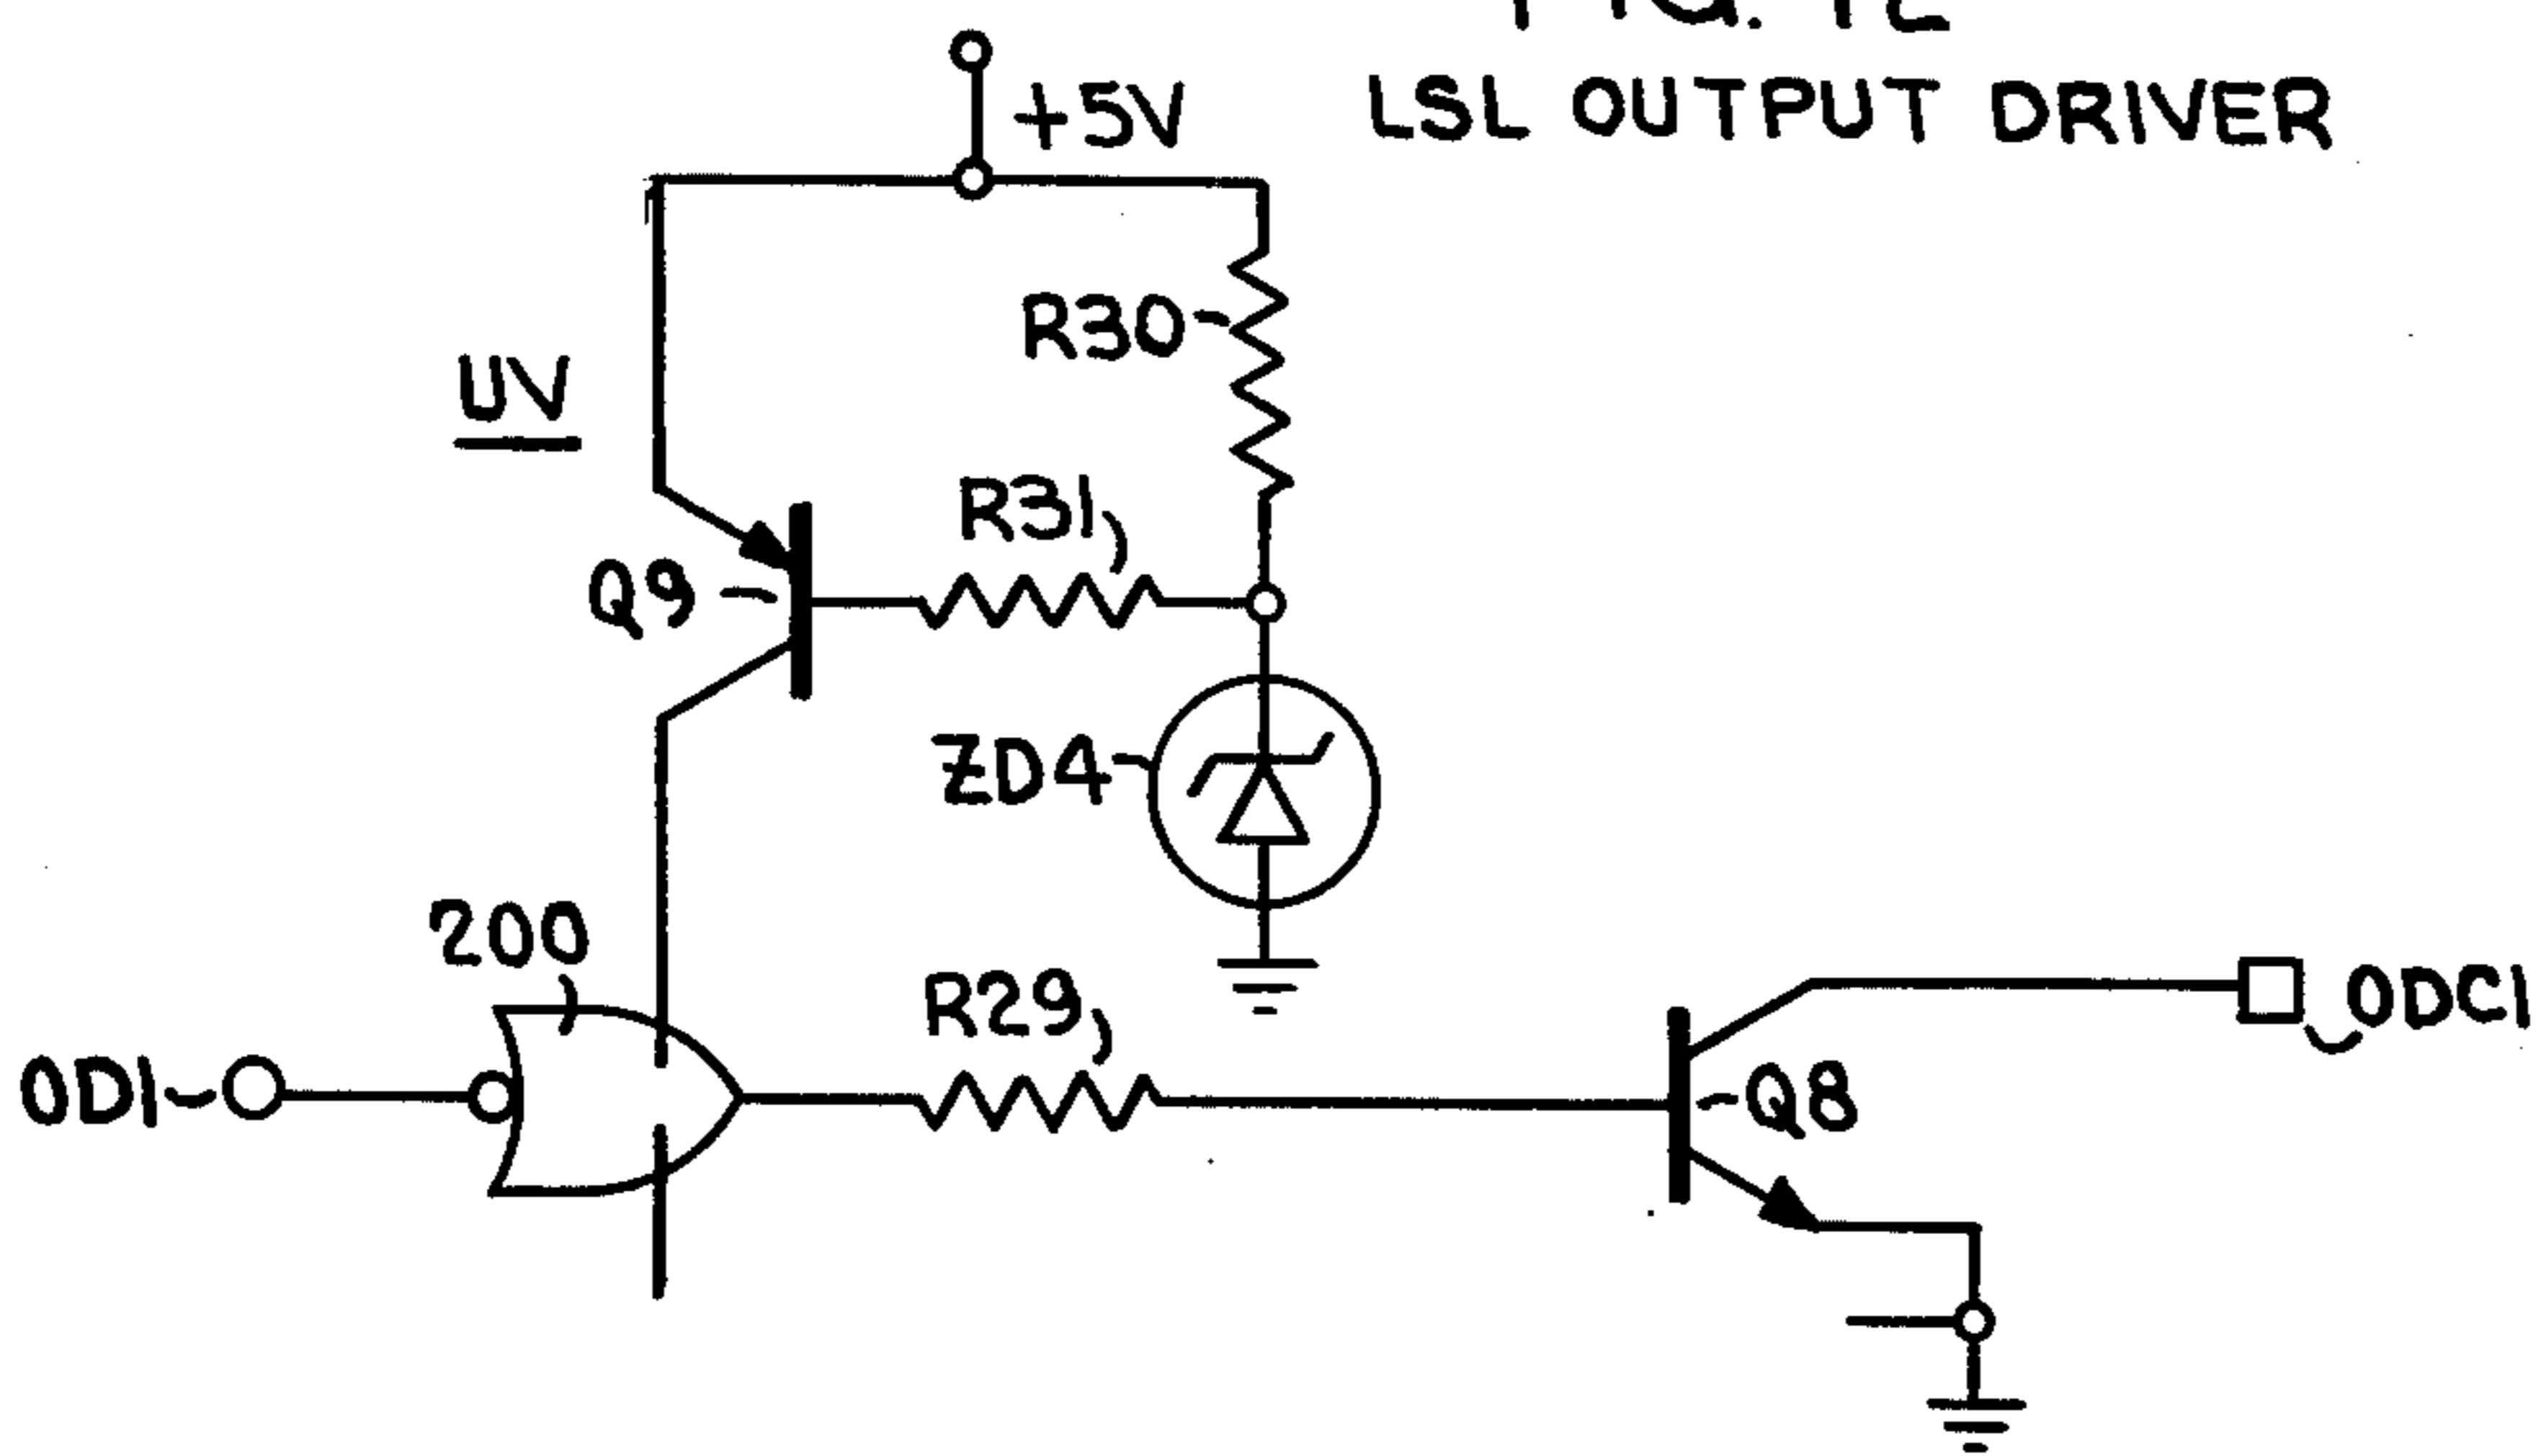 LSL OUTPUT DRIVER
+5V
R30
UV
R31
Q9
ZD4
200
R29
OD1
ODC1
Q8